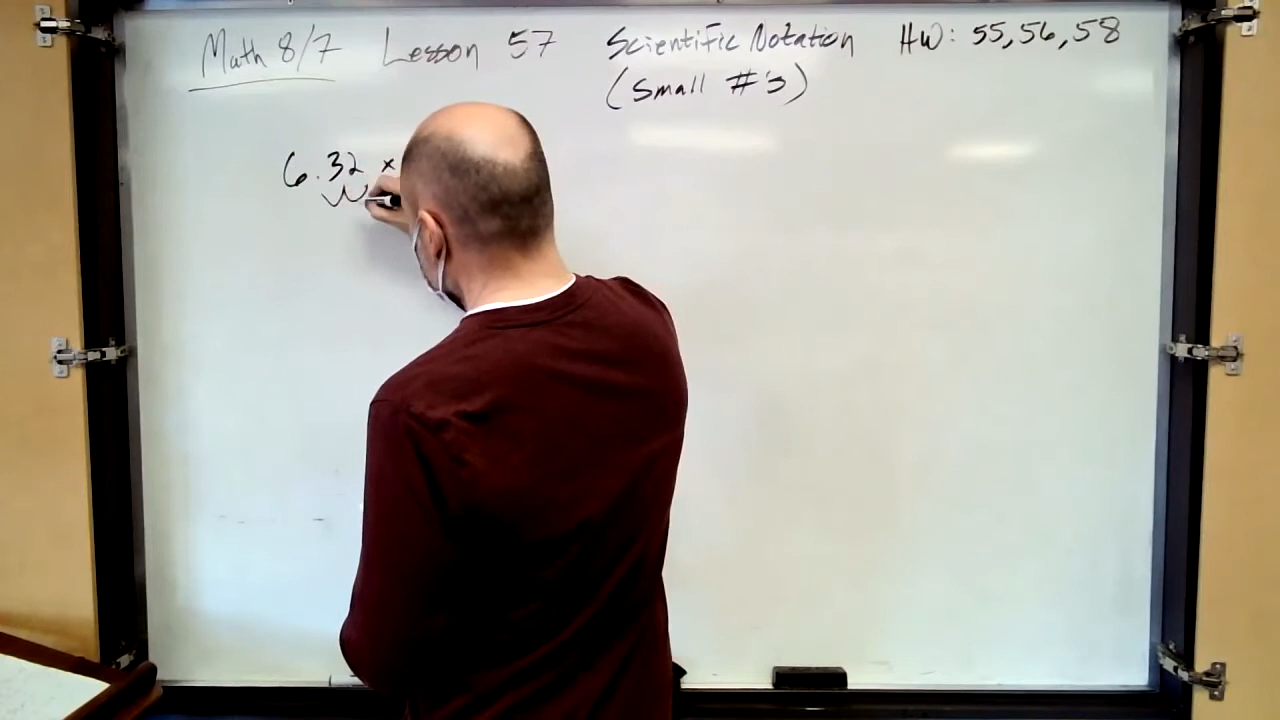 Math 8/7 Lesson 57 Scientific Notation HW: 55, 56, 58
(Small #'s)
6.32 ×